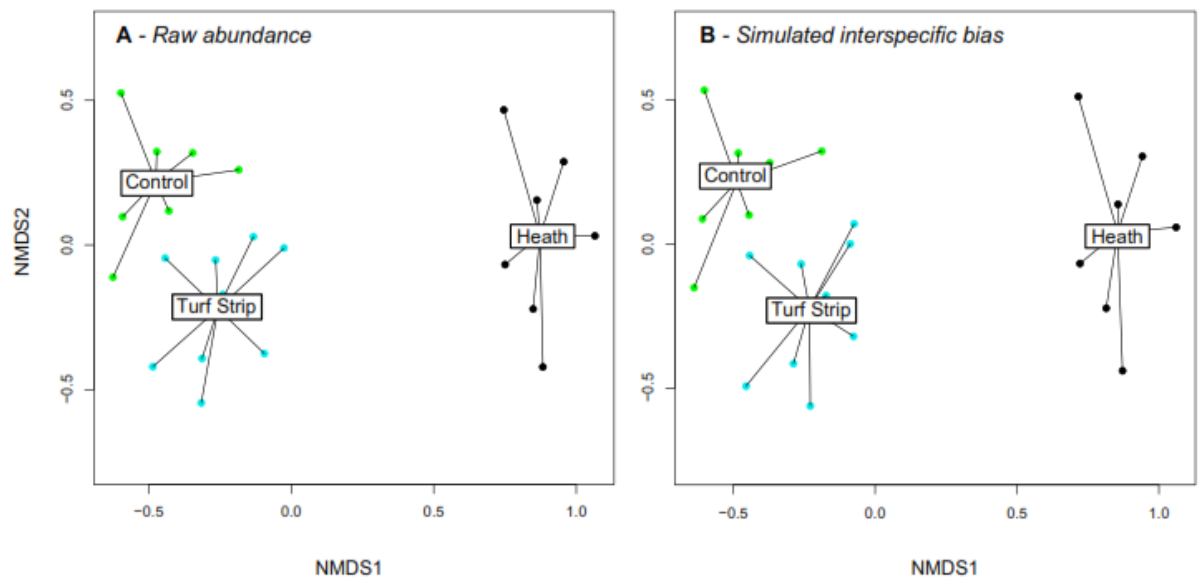 A - Raw abundance
B - Simulated interspecific bias
NMDS2
0.5
0.0
−0.5
Control
Turf Strip
Heath
−0.5
0.0
0.5
1.0
NMDS1
0.5
0.0
−0.5
Control
Turf Strip
Heath
−0.5
0.0
0.5
1.0
NMDS1